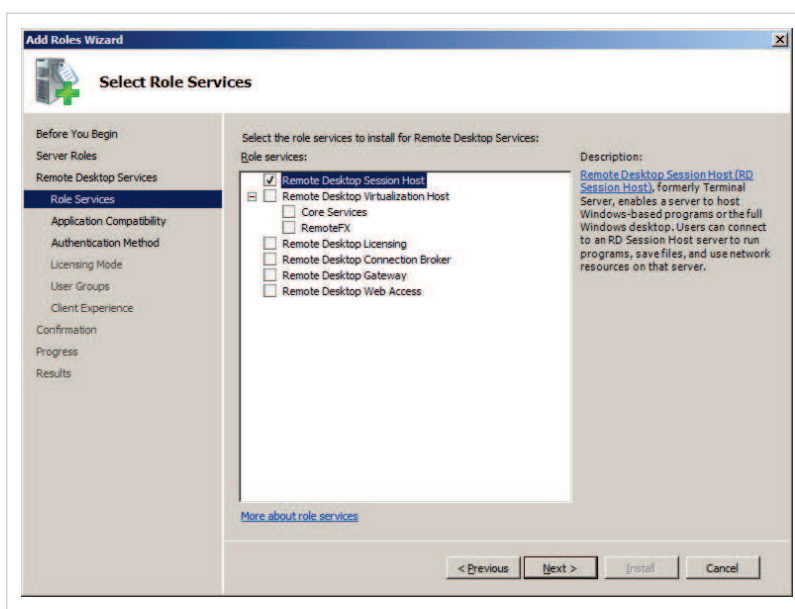 Add Roles Wizard
Select Role Services
Before You Begin
Server Roles
Remote Desktop Services
Role Services
Application Compatibility
Authentication Method
Licensing Mode
User Groups
Client Experience
Confirmation
Progress
Results
Select the role services to install for Remote Desktop Services:
Role services:
Remote Desktop Session Host
Remote Desktop Virtualization Host
Core Services
RemoteFX
Remote Desktop Licensing
Remote Desktop Connection Broker
Remote Desktop Gateway
Remote Desktop Web Access
More about role services
Description:
Remote Desktop Session Host (RD
Session Host), formerly Terminal
Server, enables a server to host
Windows-based programs or the full
Windows desktop. Users can connect
to an RD Session Host server to run
programs, save files, and use network
resources on that server.
< Previous
Next >
Install
Cancel